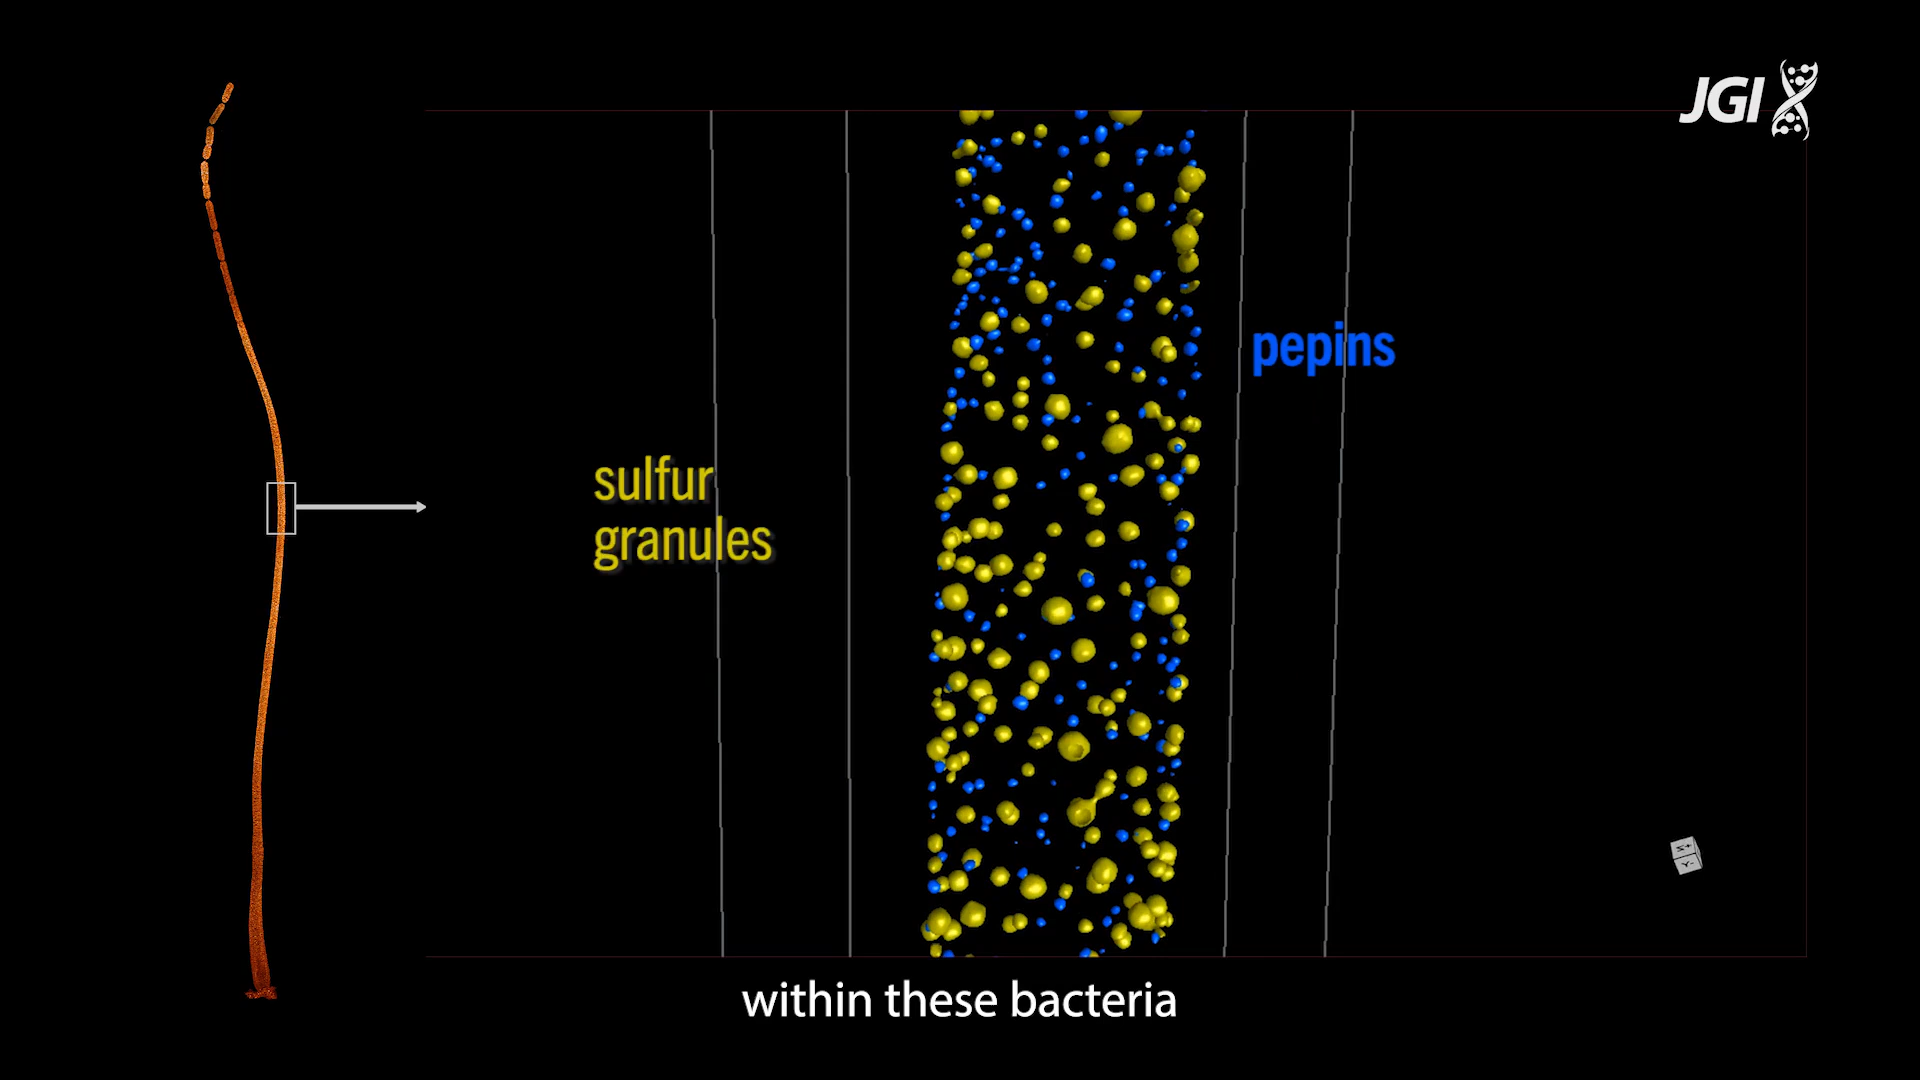 JGI
pepins
sulfur
granules
within these bacteria